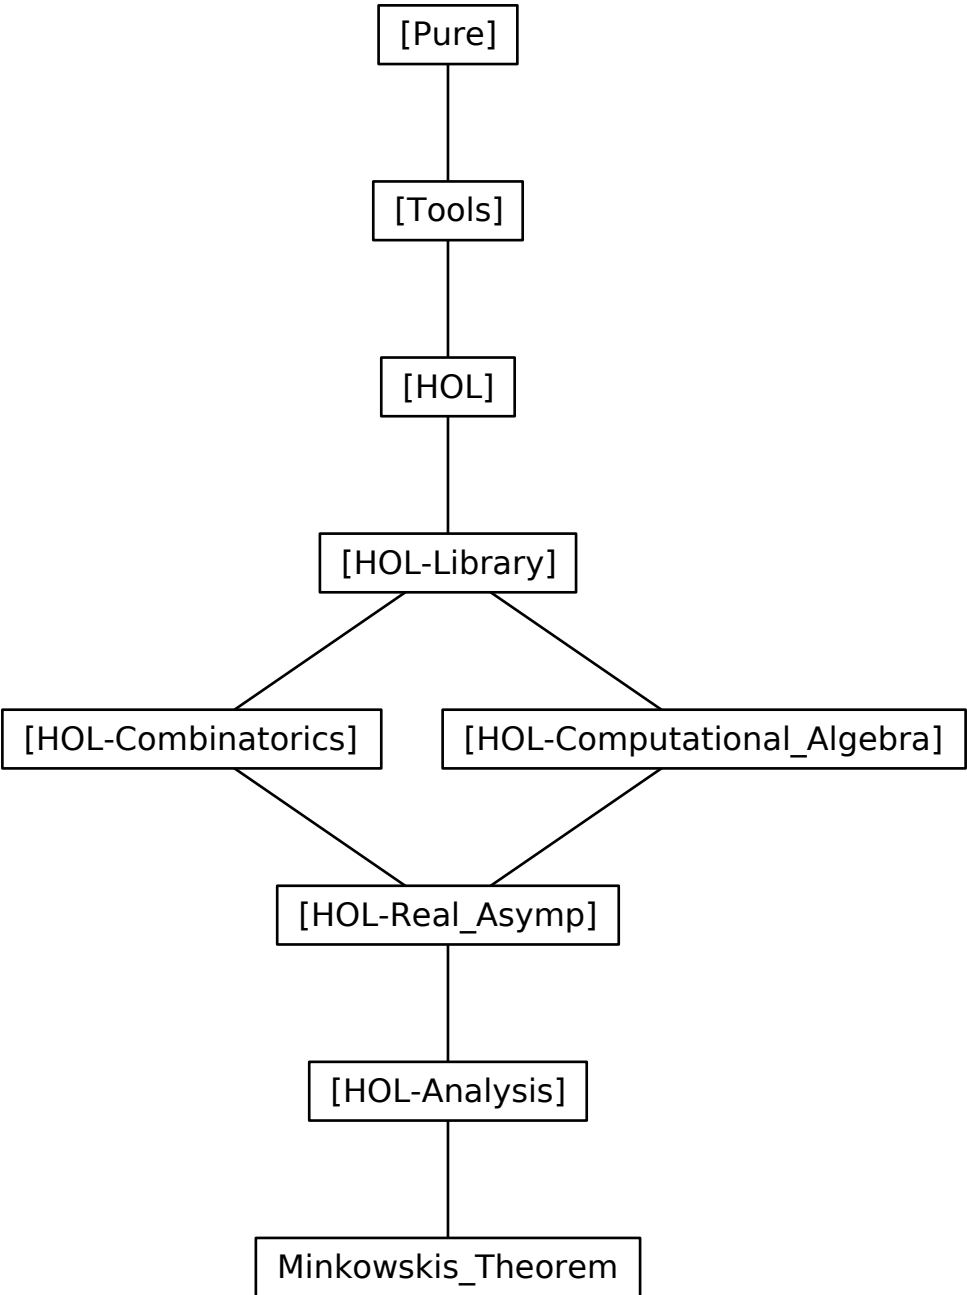 [Pure]
[Tools]
[HOL]
[HOL-Library]
[HOL-Combinatorics]
[HOL-Computational_Algebra]
[HOL-Real_Asymp]
[HOL-Analysis]
Minkowskis_Theorem